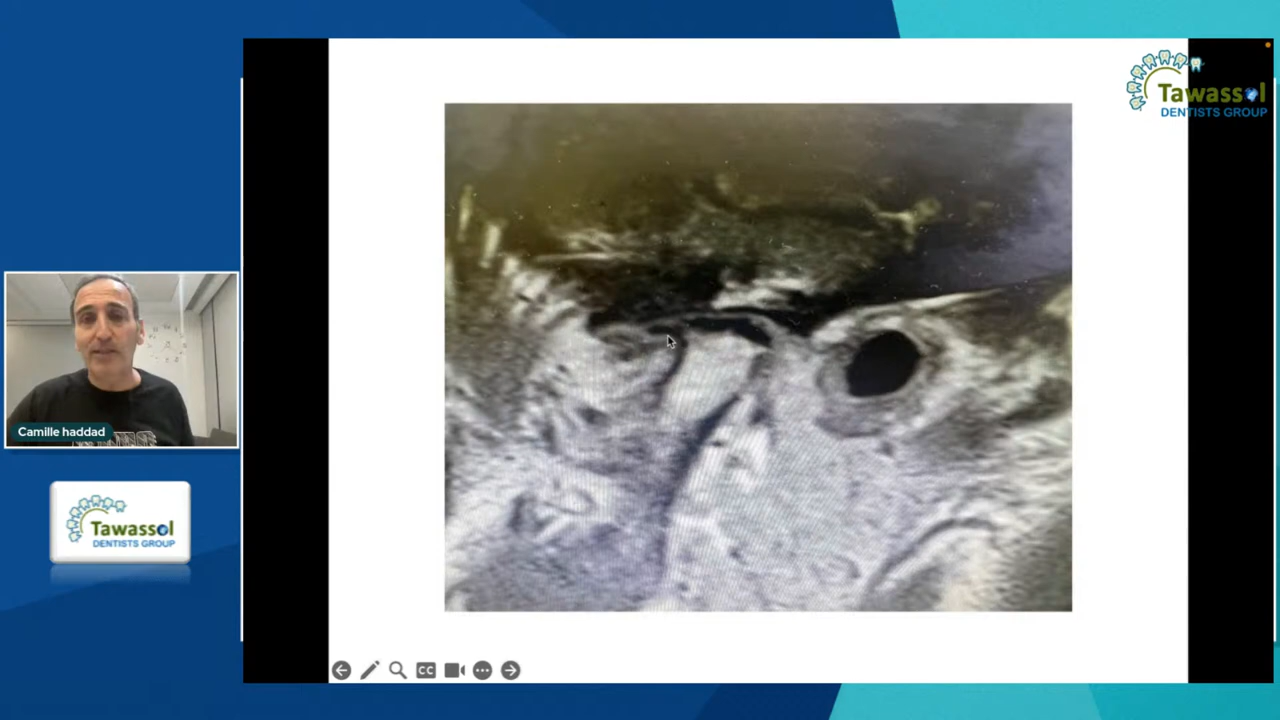 Tawassol
DENTISTS GROUP
Camille haddad
Tawassol
DENTISTS GROUP
CC